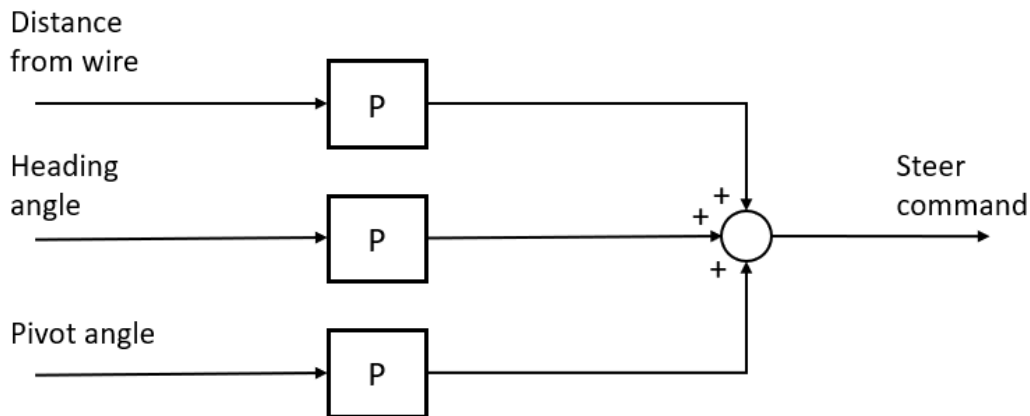 Distance
from wire
P
Heading
angle
P
Pivot angle
P
+
+
+
Steer
command